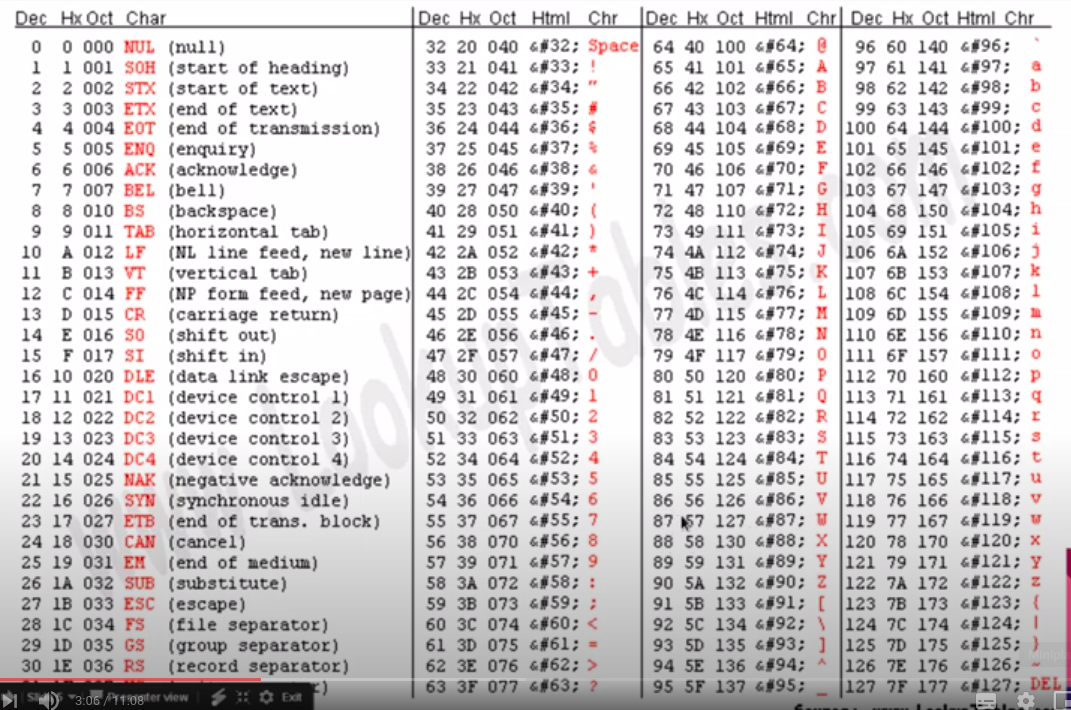 Dec Hx Oct Char Dec Hx Oct Html Chr Dec Hx Oct Html Chr Dec Hx Oct Html Chr
0 0 000 NUL (null) 32 20 040 &#32; Space 64 40 100 &#64; @ 96 60 140 &#96; `
1 1 001 SOH (start of heading) 33 21 041 &#33; ! 65 41 101 &#65; A 97 61 141 &#97; a
2 2 002 STX (start of text) 34 22 042 &#34; " 66 42 102 &#66; B 98 62 142 &#98; b
3 3 003 ETX (end of text) 35 23 043 &#35; # 67 43 103 &#67; C 99 63 143 &#99; c
4 4 004 EOT (end of transmission) 36 24 044 &#36; $ 68 44 104 &#68; D 100 64 144 &#100; d
5 5 005 ENQ (enquiry) 37 25 045 &#37; % 69 45 105 &#69; E 101 65 145 &#101; e
6 6 006 ACK (acknowledge) 38 26 046 &#38; & 70 46 106 &#70; F 102 66 146 &#102; f
7 7 007 BEL (bell) 39 27 047 &#39; ' 71 47 107 &#71; G 103 67 147 &#103; g
8 8 010 BS (backspace) 40 28 050 &#40; ( 72 48 110 &#72; H 104 68 150 &#104; h
9 9 011 TAB (horizontal tab) 41 29 051 &#41; ) 73 49 111 &#73; I 105 69 151 &#105; i
10 A 012 LF (NL line feed, new line) 42 2A 052 &#42; * 74 4A 112 &#74; J 106 6A 152 &#106; j
11 B 013 VT (vertical tab) 43 2B 053 &#43; + 75 4B 113 &#75; K 107 6B 153 &#107; k
12 C 014 FF (NP form feed, new page) 44 2C 054 &#44; , 76 4C 114 &#76; L 108 6C 154 &#108; l
13 D 015 CR (carriage return) 45 2D 055 &#45; - 77 4D 115 &#77; M 109 6D 155 &#109; m
14 E 016 SO (shift out) 46 2E 056 &#46; . 78 4E 116 &#78; N 110 6E 156 &#110; n
15 F 017 SI (shift in) 47 2F 057 &#47; / 79 4F 117 &#79; O 111 6F 157 &#111; o
16 10 020 DLE (data link escape) 48 30 060 &#48; 0 80 50 120 &#80; P 112 70 160 &#112; p
17 11 021 DC1 (device control 1) 49 31 061 &#49; 1 81 51 121 &#81; Q 113 71 161 &#113; q
18 12 022 DC2 (device control 2) 50 32 062 &#50; 2 82 52 122 &#82; R 114 72 162 &#114; r
19 13 023 DC3 (device control 3) 51 33 063 &#51; 3 83 53 123 &#83; S 115 73 163 &#115; s
20 14 024 DC4 (device control 4) 52 34 064 &#52; 4 84 54 124 &#84; T 116 74 164 &#116; t
21 15 025 NAK (negative acknowledge) 53 35 065 &#53; 5 85 55 125 &#85; U 117 75 165 &#117; u
22 16 026 SYN (synchronous idle) 54 36 066 &#54; 6 86 56 126 &#86; V 118 76 166 &#118; v
23 17 027 ETB (end of trans. block) 55 37 067 &#55; 7 87 57 127 &#87; W 119 77 167 &#119; w
24 18 030 CAN (cancel) 56 38 070 &#56; 8 88 58 130 &#88; X 120 78 170 &#120; x
25 19 031 EM (end of medium) 57 39 071 &#57; 9 89 59 131 &#89; Y 121 79 171 &#121; y
26 1A 032 SUB (substitute) 58 3A 072 &#58; : 90 5A 132 &#90; Z 122 7A 172 &#122; z
27 1B 033 ESC (escape) 59 3B 073 &#59; ; 91 5B 133 &#91; [ 123 7B 173 &#123; {
28 1C 034 FS (file separator) 60 3C 074 &#60; < 92 5C 134 &#92; \ 124 7C 174 &#124; |
29 1D 035 GS (group separator) 61 3D 075 &#61; = 93 5D 135 &#93; ] 125 7D 175 &#125; }
30 1E 036 RS (record separator) 62 3E 076 &#62; > 94 5E 136 &#94; ^ 126 7E 176 &#126; ~
63 3F 077 &#63; ? 95 5F 137 &#95; _ 127 7F 177 &#127; DEL
www.LookupTables.com
Presenter view Exit
3:06 / 11:08